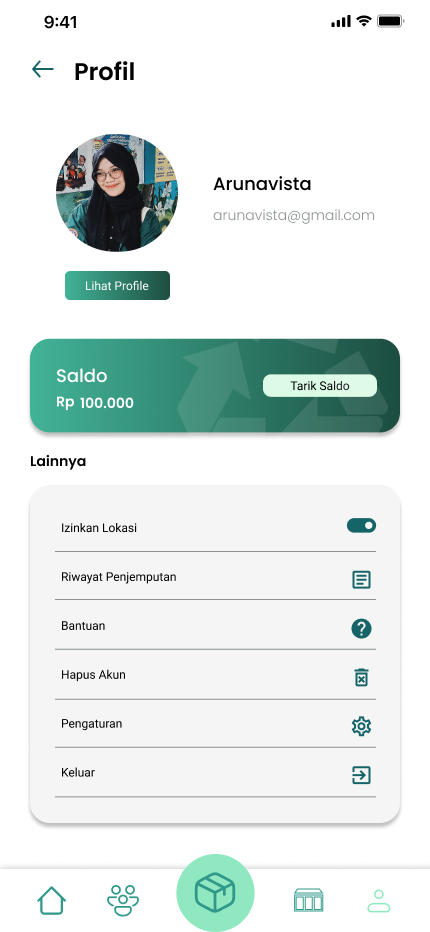 9:41
Profil
Arunavista
arunavista@gmail.com
Lihat Profile
Saldo
Rp 100.000
Tarik Saldo
Lainnya
Izinkan Lokasi
Riwayat Penjemputan
Bantuan
Hapus Akun
Pengaturan
Keluar